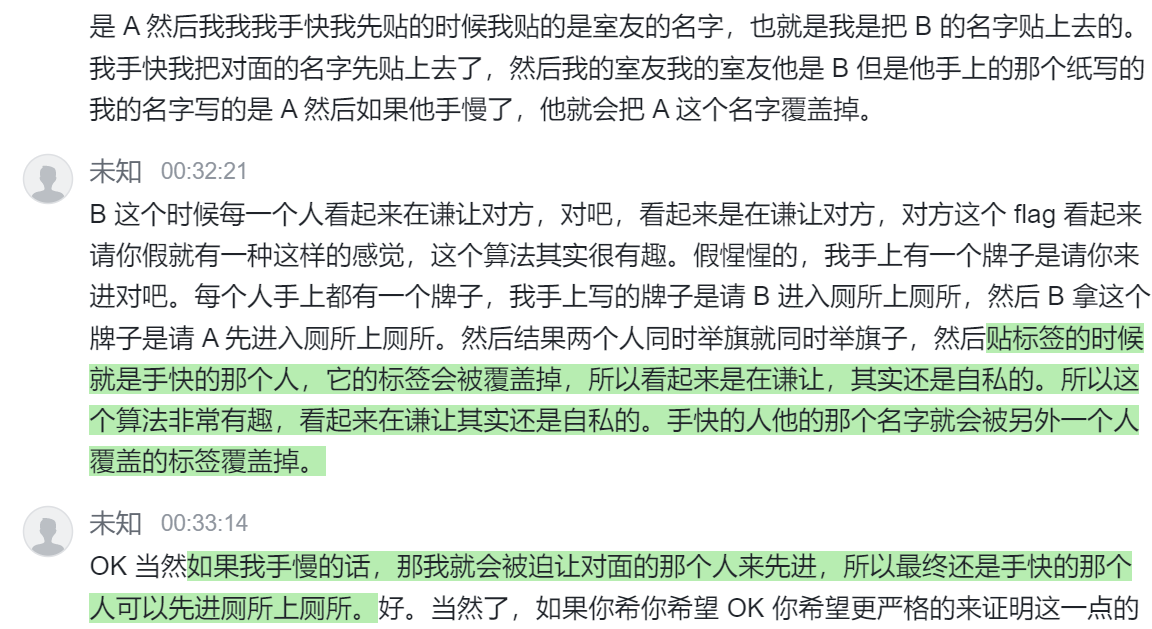 是 A 然后我我我手快我先贴的时候我贴的是室友的名字，也就是我是把 B 的名字贴上去的。
我手快我把对面的名字先贴上去了，然后我的室友我的室友他是 B 但是他手上的那个纸写的
我的名字写的是 A 然后如果他手慢了，他就会把 A 这个名字覆盖掉。
未知 00:32:21
B 这个时候每一个人看起来在谦让对方，对吧，看起来是在谦让对方，对方这个 flag 看起来
请你假就有一种这样的感觉，这个算法其实很有趣。假惺惺的，我手上有一个牌子是请你来
进对吧。每个人手上都有一个牌子，我手上写的牌子是请 B 进入厕所上厕所，然后 B 拿这个
牌子是请 A 先进入厕所上厕所。然后结果两个人同时举旗就同时举旗子，然后贴标签的时候
就是手快的那个人，它的标签会被覆盖掉，所以看起来是在谦让，其实还是自私的。所以这
个算法非常有趣，看起来在谦让其实还是自私的。手快的人他的那个名字就会被另外一个人
覆盖的标签覆盖掉。
未知 00:33:14
OK 当然如果我手慢的话，那我就会被迫让对面的那个人来先进，所以最终还是手快的那个
人可以先进厕所上厕所。好。当然了，如果你希你希望 OK 你希望更严格的来证明这一点的